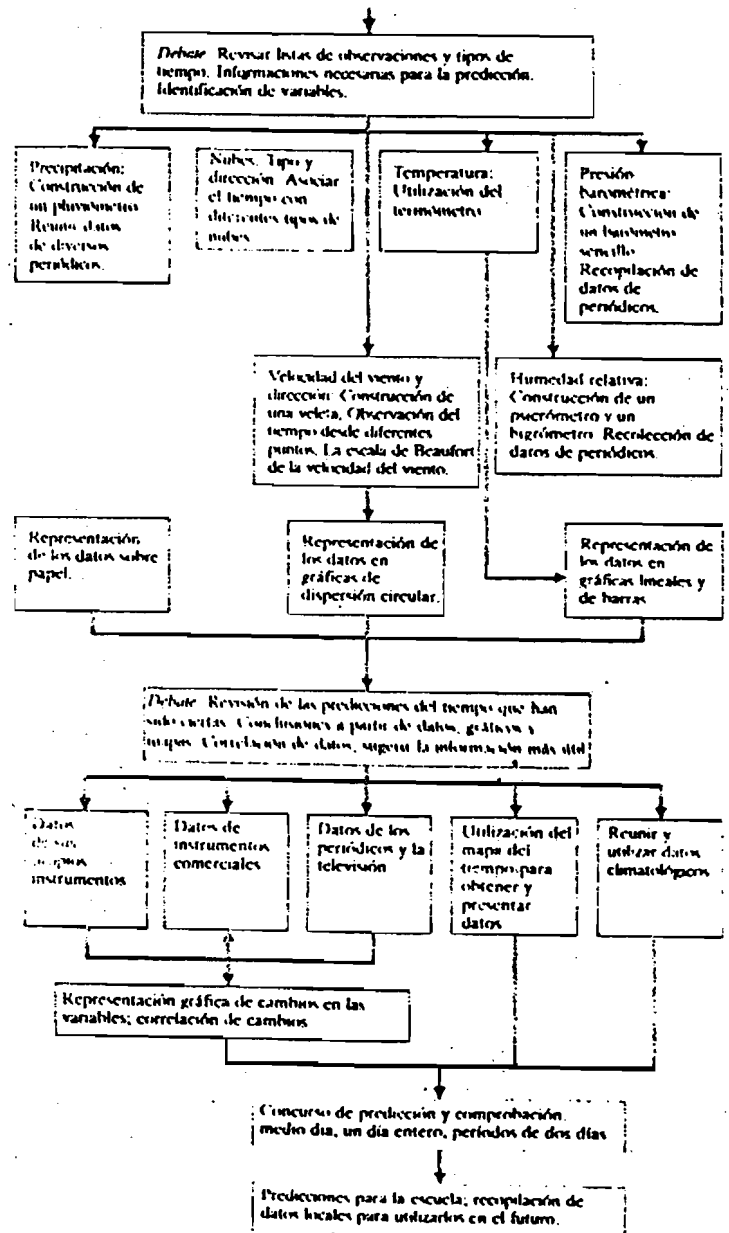 Debate. Revisar listas de observaciones y tipos de
tiempo. Informaciones necesarias para la predicción.
Identificación de variables.
Precipitación:
Construcción de
un pluviómetro.
Reunir datos
de diversos
periódicos.
Nubes. Tipo y
dirección. Asociar
el tiempo con
diferentes tipos de
nubes.
Temperatura:
Utilización del
termómetro.
Presión
barométrica:
Construcción de
un barómetro
sencillo.
Recopilación de
datos de
periódicos.
Velocidad del viento y
dirección: Construcción de
una veleta. Observación del
tiempo desde diferentes
puntos. La escala de Beaufort
de la velocidad del viento.
Humedad relativa:
Construcción de un
psicrómetro y un
higrómetro. Recolección de
datos de periódicos.
Representación
de los datos sobre
papel.
Representación de
los datos en
gráficas de
dispersión circular.
Representación de
los datos en
gráficas lineales y
de barras
Debate. Revisión de las predicciones del tiempo que han
sido ciertas. Conclusiones a partir de datos, gráficas y
mapas. Correlación de datos, sugerir la información más útil
Datos
de sus
propios
instrumentos
Datos de
instrumentos
comerciales
Datos de los
periódicos y la
televisión
Utilización del
mapa del
tiempo para
obtener y
presentar
datos
Reunir y
utilizar datos
climatológicos
Representación gráfica de cambios en las
variables; correlación de cambios
Concurso de predicción y comprobación:
medio día, un día entero, períodos de dos días
Predicciones para la escuela; recopilación de
datos locales para utilizarlos en el futuro.